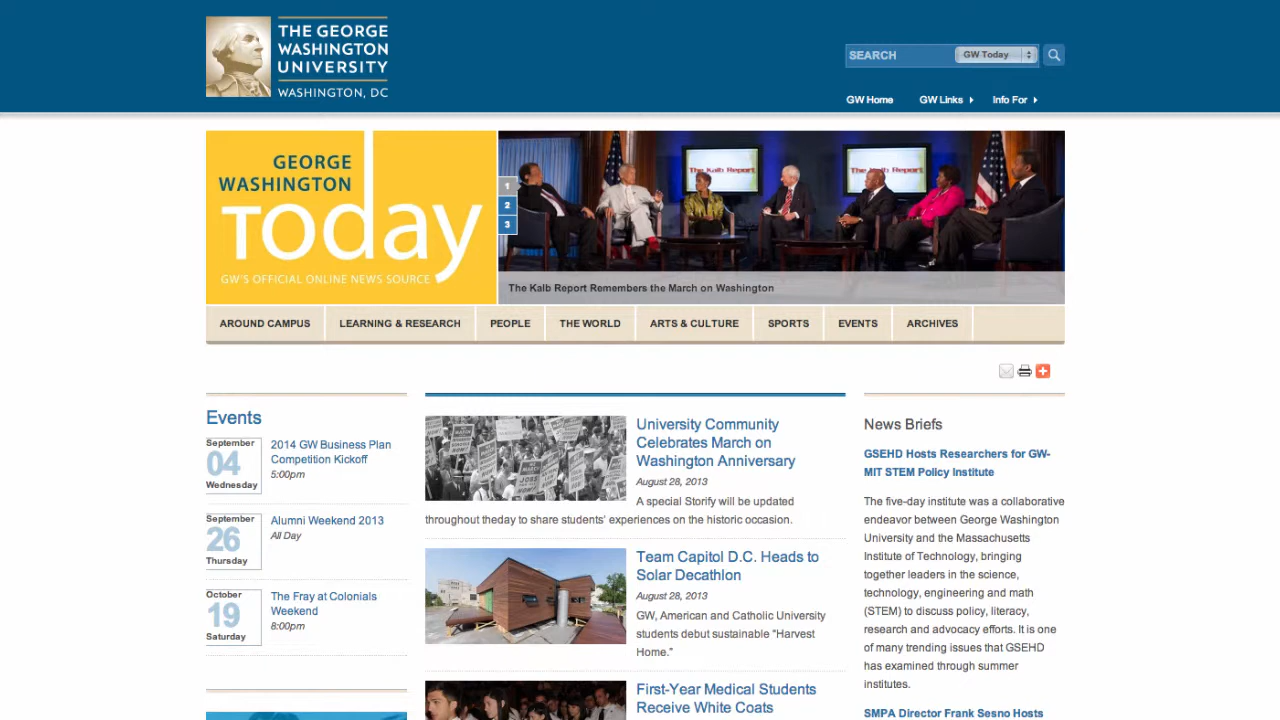 THE GEORGE
WASHINGTON
UNIVERSITY
WASHINGTON, DC
SEARCH
GW Today
GW Home
GW Links
Info For
GEORGE
WASHINGTON
Today
GW'S OFFICIAL ONLINE NEWS SOURCE
1
2
3
The Kalb Report
The Kalb Report
The Kalb Report Remembers the March on Washington
AROUND CAMPUS
LEARNING & RESEARCH
PEOPLE
THE WORLD
ARTS & CULTURE
SPORTS
EVENTS
ARCHIVES
Events
September
04
Wednesday
2014 GW Business Plan
Competition Kickoff
5:00pm
September
26
Thursday
Alumni Weekend 2013
All Day
October
19
Saturday
The Fray at Colonials
Weekend
8:00pm
University Community
Celebrates March on
Washington Anniversary
August 28, 2013
A special Storify will be updated
throughout theday to share students' experiences on the historic occasion.
Team Capitol D.C. Heads to
Solar Decathlon
August 28, 2013
GW, American and Catholic University
students debut sustainable "Harvest
Home."
First-Year Medical Students
Receive White Coats
News Briefs
GSEHD Hosts Researchers for GW-
MIT STEM Policy Institute
The five-day institute was a collaborative
endeavor between George Washington
University and the Massachusetts
Institute of Technology, bringing
together leaders in the science,
technology, engineering and math
(STEM) to discuss policy, literacy,
research and advocacy efforts. It is one
of many trending issues that GSEHD
has examined through summer
institutes.
SMPA Director Frank Sesno Hosts